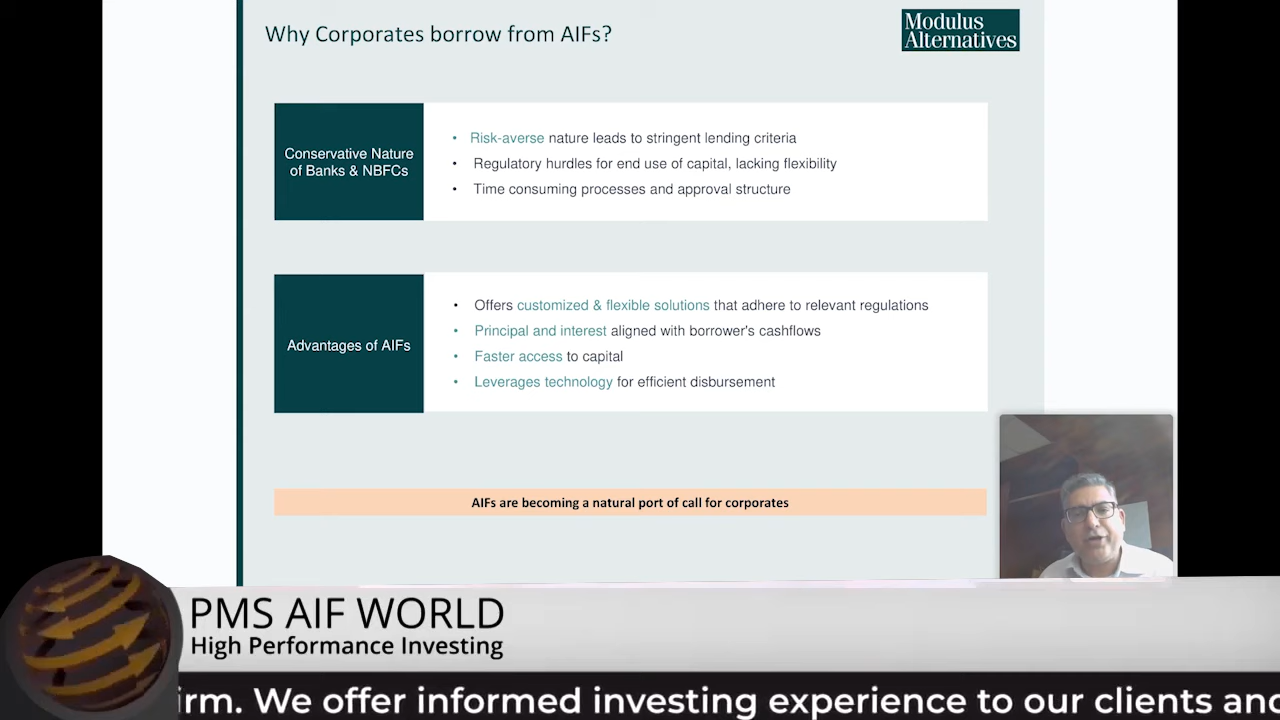 Why Corporates borrow from AIFs?
Modulus
Alternatives
Conservative Nature
of Banks & NBFCs
• Risk-averse nature leads to stringent lending criteria
• Regulatory hurdles for end use of capital, lacking flexibility
• Time consuming processes and approval structure
Advantages of AIFs
• Offers customized & flexible solutions that adhere to relevant regulations
• Principal and interest aligned with borrower's cashflows
• Faster access to capital
• Leverages technology for efficient disbursement
AIFs are becoming a natural port of call for corporates
PMS AIF WORLD
High Performance Investing
irm. We offer informed investing experience to our clients and